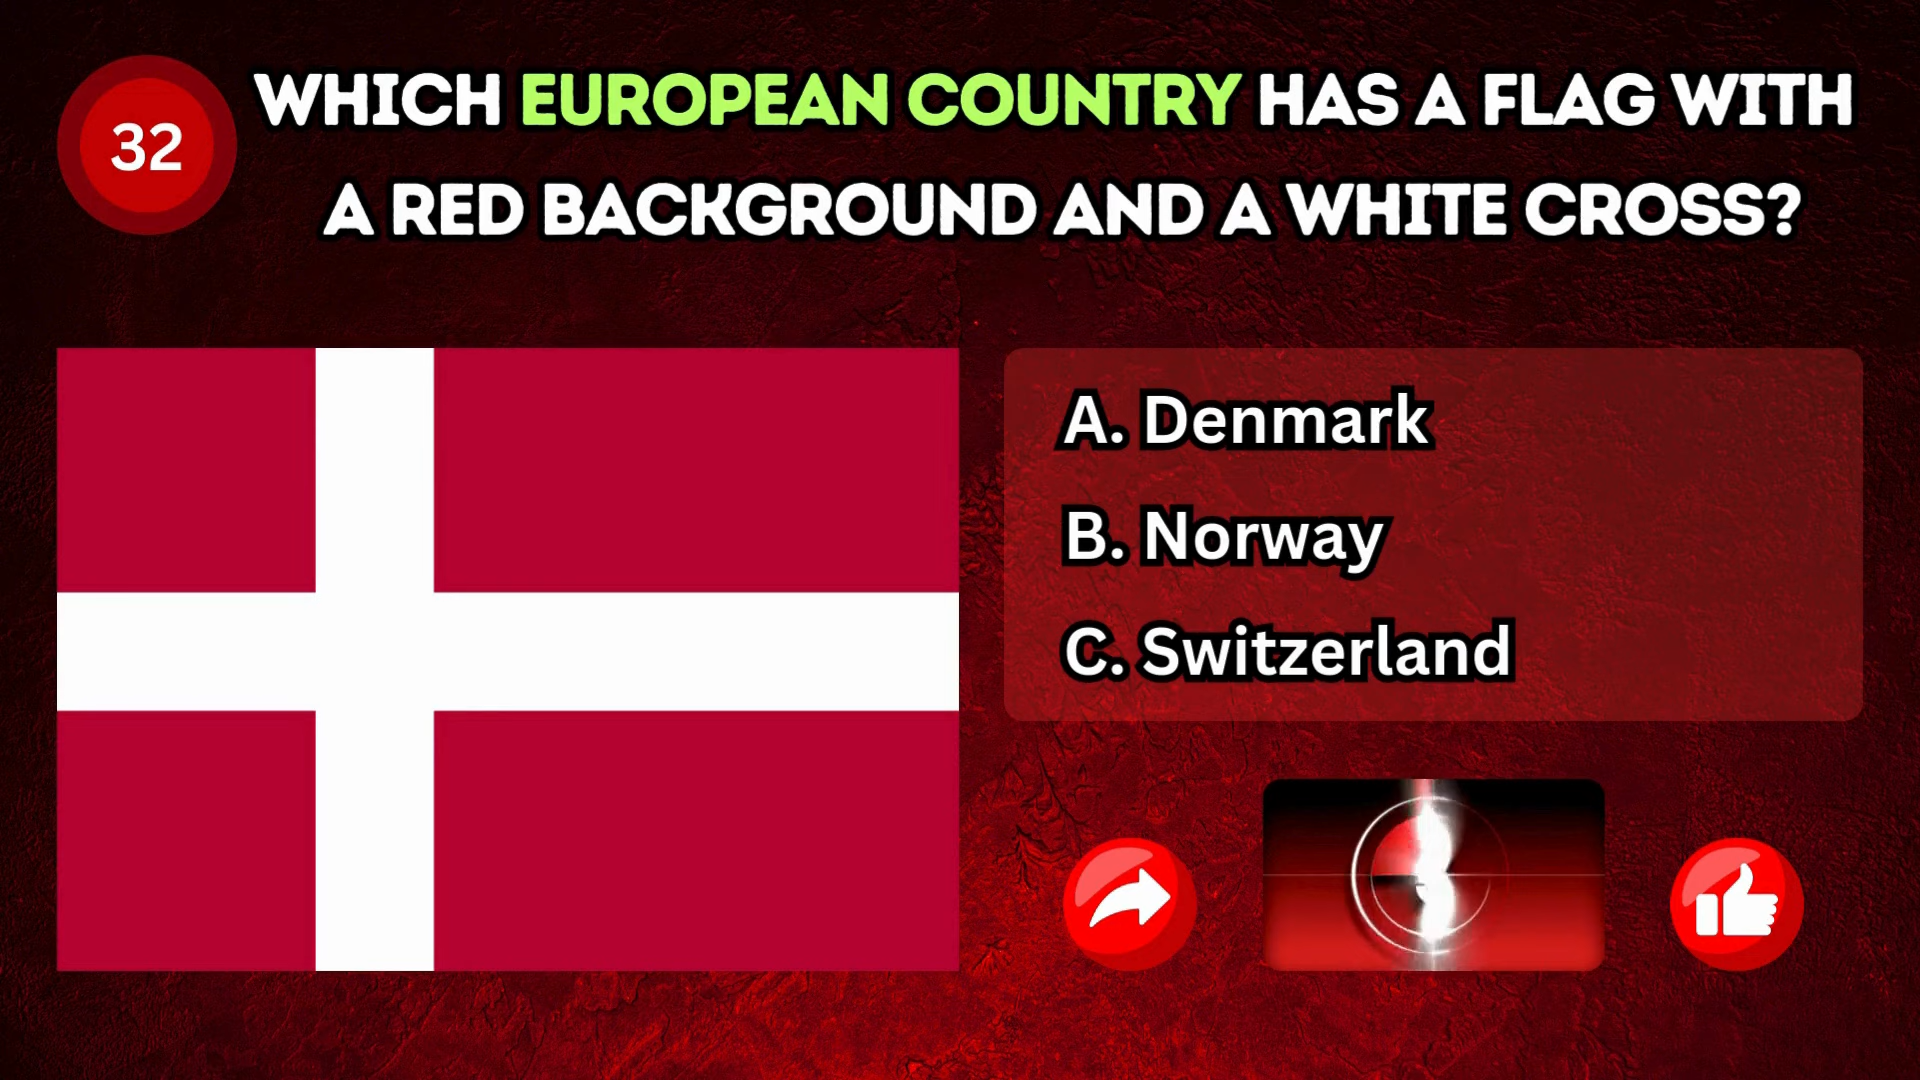 32
WHICH EUROPEAN COUNTRY HAS A FLAG WITH
A RED BACKGROUND AND A WHITE CROSS?
A. Denmark
B. Norway
C. Switzerland